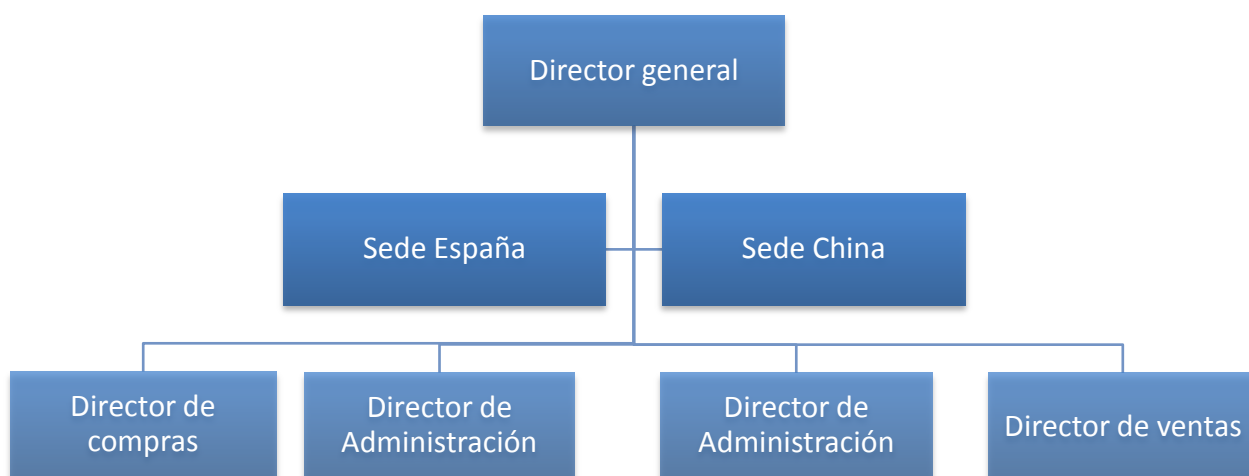 Director general
Sede España
Sede China
Director de
compras
Director de
Administración
Director de
Administración
Director de ventas